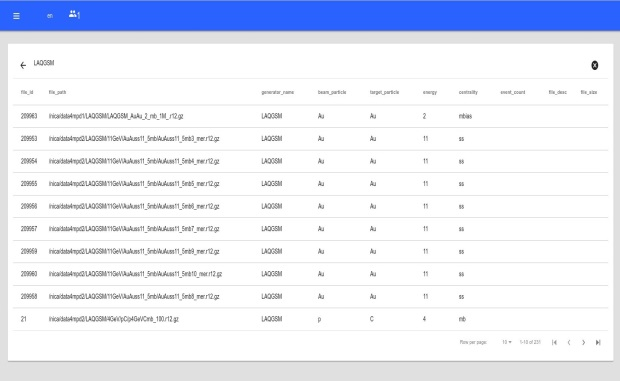 en 1
LAQGSM
file_id file_path generator_name beam_particle target_particle energy centrality event_count file_desc file_size
209963 /nica/data4mpd1/LAQGSM/LAQGSM_AuAu_2_mb_1M_.r12.gz LAQGSM Au Au 2 mbias
209953 /nica/data4mpd2/LAQGSM/11GeV/AuAuss11_5mb/AuAuss11_5mb3_mer.r12.gz LAQGSM Au Au 11 ss
209954 /nica/data4mpd2/LAQGSM/11GeV/AuAuss11_5mb/AuAuss11_5mb4_mer.r12.gz LAQGSM Au Au 11 ss
209955 /nica/data4mpd2/LAQGSM/11GeV/AuAuss11_5mb/AuAuss11_5mb5_mer.r12.gz LAQGSM Au Au 11 ss
209956 /nica/data4mpd2/LAQGSM/11GeV/AuAuss11_5mb/AuAuss11_5mb6_mer.r12.gz LAQGSM Au Au 11 ss
209957 /nica/data4mpd2/LAQGSM/11GeV/AuAuss11_5mb/AuAuss11_5mb7_mer.r12.gz LAQGSM Au Au 11 ss
209959 /nica/data4mpd2/LAQGSM/11GeV/AuAuss11_5mb/AuAuss11_5mb9_mer.r12.gz LAQGSM Au Au 11 ss
209960 /nica/data4mpd2/LAQGSM/11GeV/AuAuss11_5mb/AuAuss11_5mb10_mer.r12.gz LAQGSM Au Au 11 ss
209958 /nica/data4mpd2/LAQGSM/11GeV/AuAuss11_5mb/AuAuss11_5mb8_mer.r12.gz LAQGSM Au Au 11 ss
21 /nica/data4mpd2/LAQGSM/4GeV/pC/p4GeVCmb_100.r12.gz LAQGSM p C 4 mb
Row per page: 10 1-10 of 231